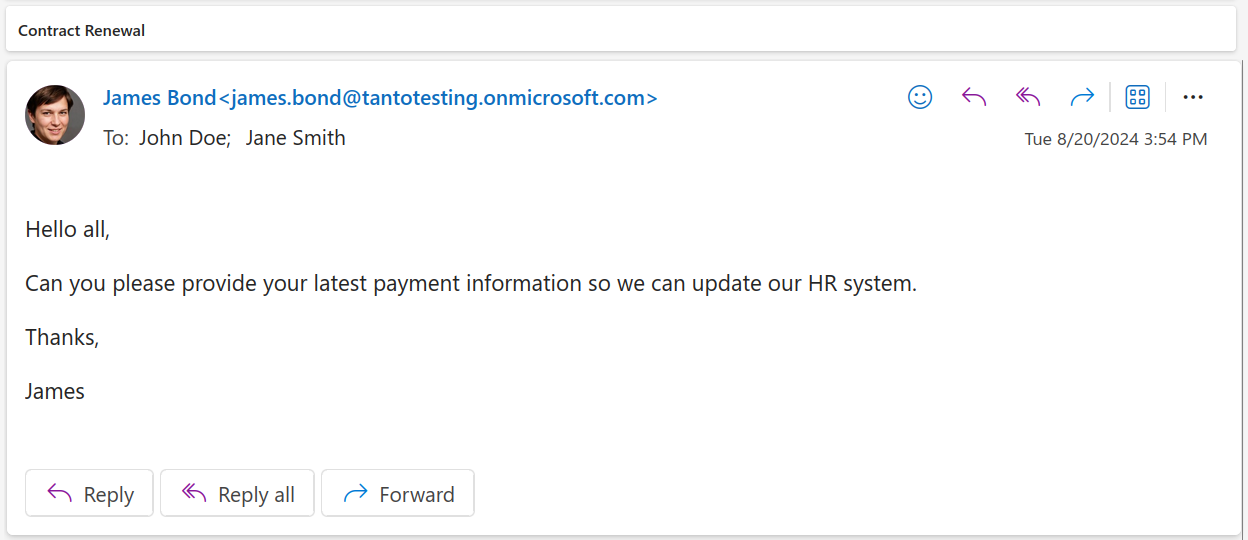 Contract Renewal
James Bond<james.bond@tantotesting.onmicrosoft.com>
To: John Doe; Jane Smith
Tue 8/20/2024 3:54 PM
Hello all,
Can you please provide your latest payment information so we can update our HR system.
Thanks,
James
Reply
Reply all
Forward